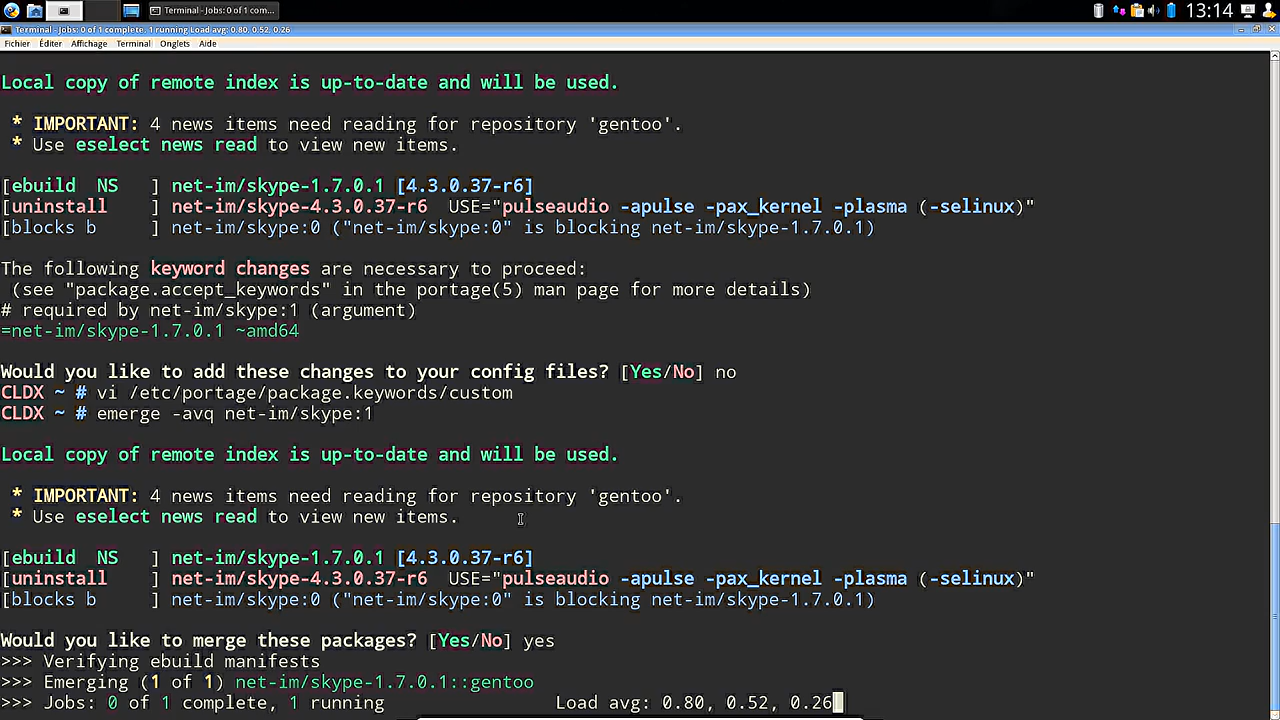 Terminal - Jobs: 0 of 1 com...
13:14
Terminal - Jobs: 0 of 1 complete, 1 running Load avg: 0.80, 0.52, 0.26
Fichier Éditer Affichage Terminal Onglets Aide
Local copy of remote index is up-to-date and will be used.
* IMPORTANT: 4 news items need reading for repository 'gentoo'.
* Use eselect news read to view new items.
[ebuild  NS   ] net-im/skype-1.7.0.1 [4.3.0.37-r6]
[uninstall    ] net-im/skype-4.3.0.37-r6  USE="pulseaudio -apulse -pax_kernel -plasma (-selinux)"
[blocks b     ] net-im/skype:0 ("net-im/skype:0" is blocking net-im/skype-1.7.0.1)
The following keyword changes are necessary to proceed:
(see "package.accept_keywords" in the portage(5) man page for more details)
# required by net-im/skype:1 (argument)
=net-im/skype-1.7.0.1 ~amd64
Would you like to add these changes to your config files? [Yes/No] no
CLDX ~ # vi /etc/portage/package.keywords/custom
CLDX ~ # emerge -avq net-im/skype:1
Local copy of remote index is up-to-date and will be used.
* IMPORTANT: 4 news items need reading for repository 'gentoo'.
* Use eselect news read to view new items.
[ebuild  NS   ] net-im/skype-1.7.0.1 [4.3.0.37-r6]
[uninstall    ] net-im/skype-4.3.0.37-r6  USE="pulseaudio -apulse -pax_kernel -plasma (-selinux)"
[blocks b     ] net-im/skype:0 ("net-im/skype:0" is blocking net-im/skype-1.7.0.1)
Would you like to merge these packages? [Yes/No] yes
>>> Verifying ebuild manifests
>>> Emerging (1 of 1) net-im/skype-1.7.0.1::gentoo
>>> Jobs: 0 of 1 complete, 1 running                Load avg: 0.80, 0.52, 0.26